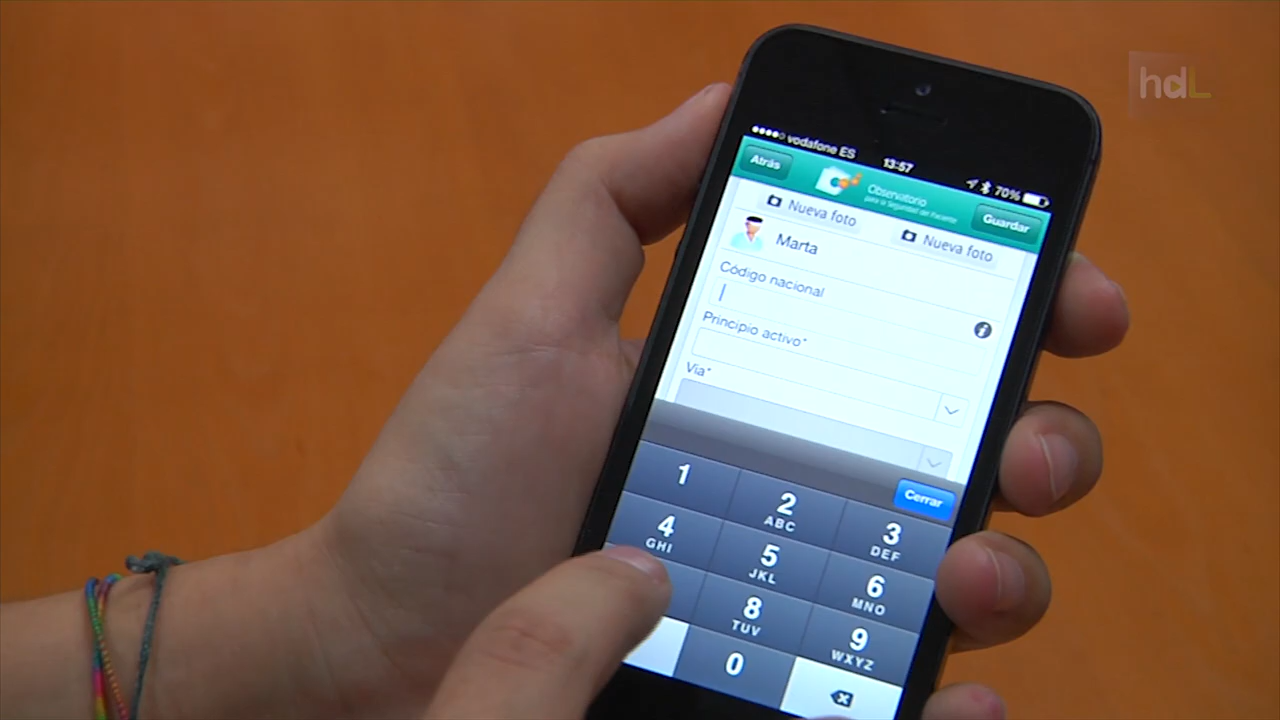 hdL
vodafone ES 13:57 70%
Atrás
Observatorio
para la Seguridad del Paciente
Guardar
Nueva foto
Nueva foto
Marta
Código nacional
Principio activo*
Vía*
Cerrar
1
2
ABC
3
DEF
4
GHI
5
JKL
6
MNO
8
TUV
9
WXYZ
0